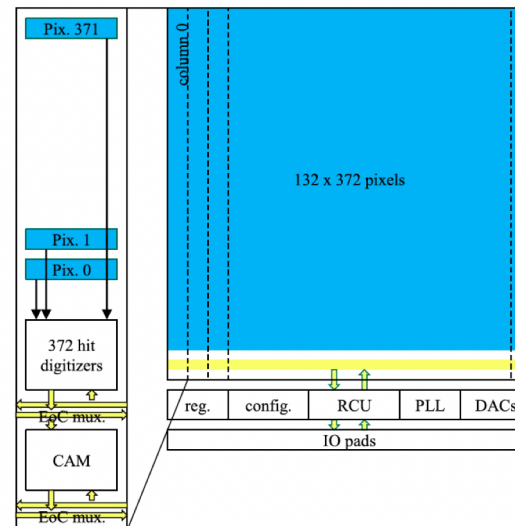 Pix. 371
Pix. 1
Pix. 0
372 hit
digitizers
EoC mux.
CAM
EoC mux.
column 0
132 x 372 pixels
reg.
config.
RCU
PLL
DACs
IO pads